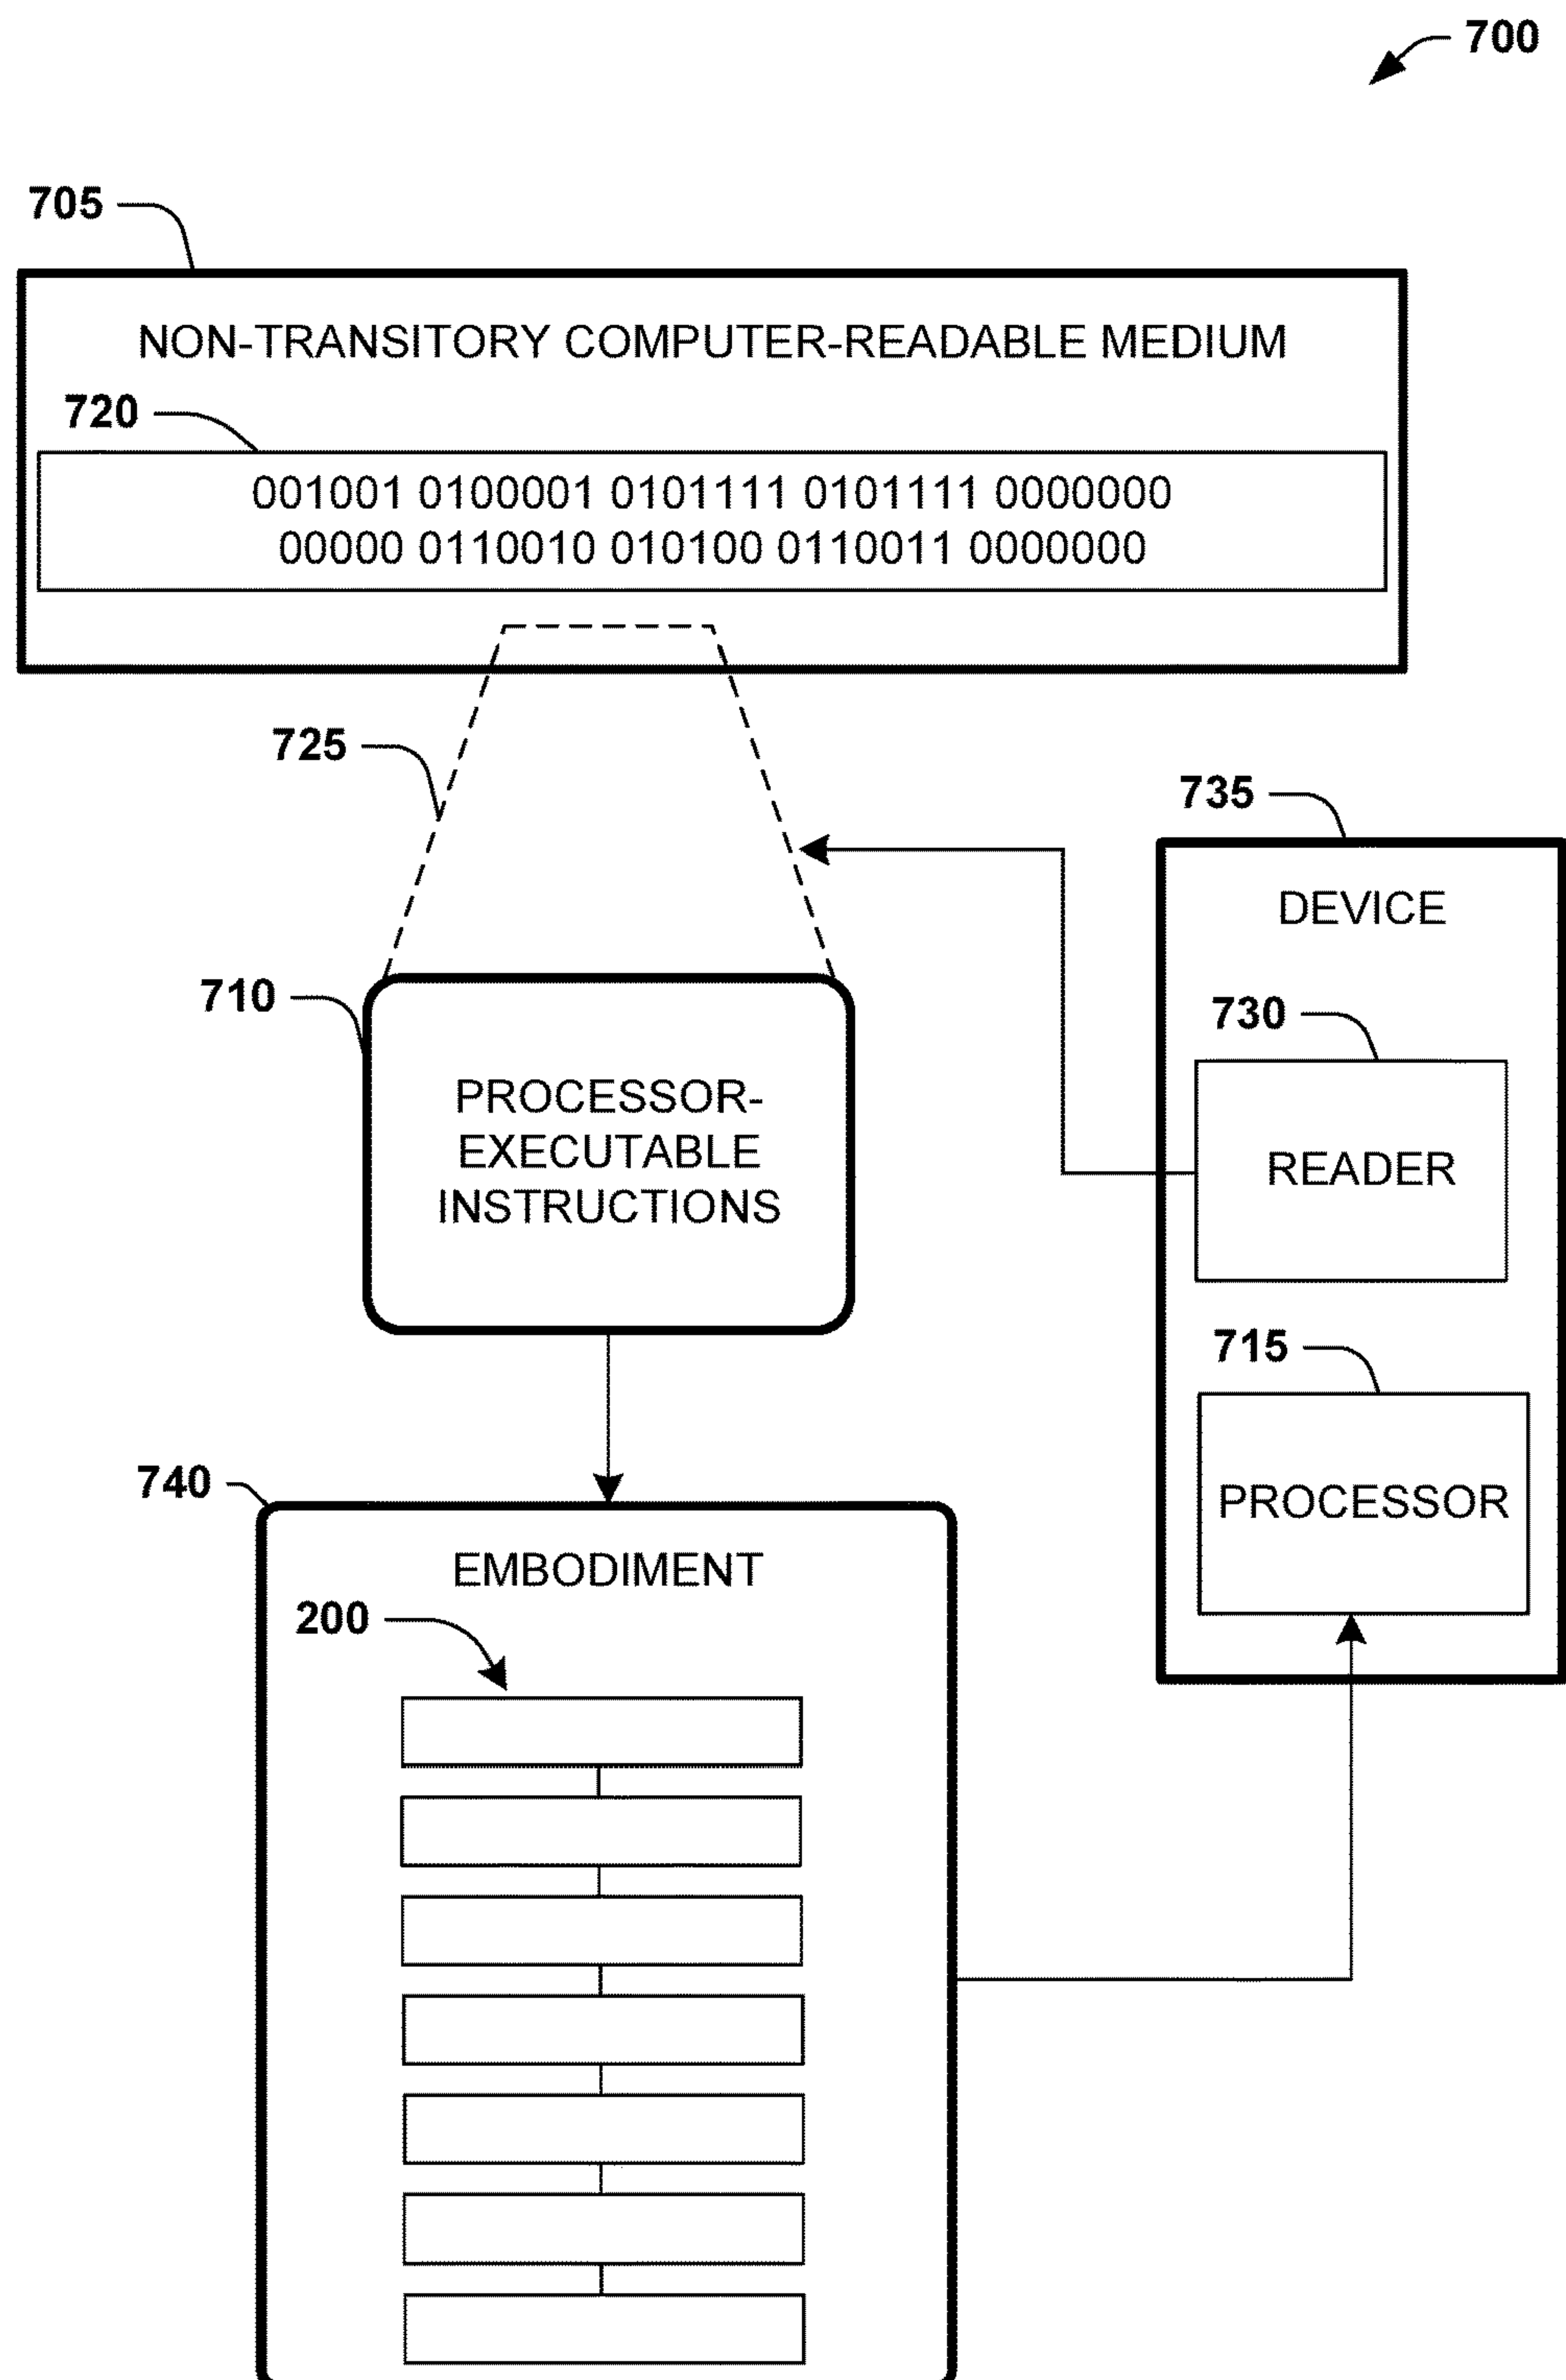 700
705
NON-TRANSITORY COMPUTER-READABLE MEDIUM
720
001001 0100001 0101111 0101111 0000000
00000 0110010 010100 0110011 0000000
725
735
DEVICE
710
730
PROCESSOR-
EXECUTABLE
INSTRUCTIONS
READER
715
740
PROCESSOR
EMBODIMENT
200